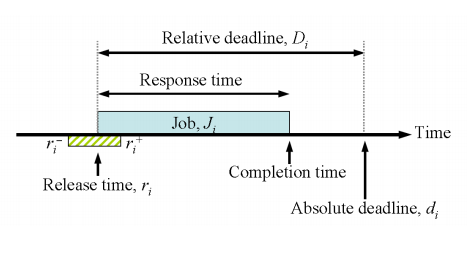 Relative deadline, Dᵢ
Response time
Job, Jᵢ
Time
rᵢ⁻ rᵢ⁺
Release time, rᵢ
Completion time
Absolute deadline, dᵢ